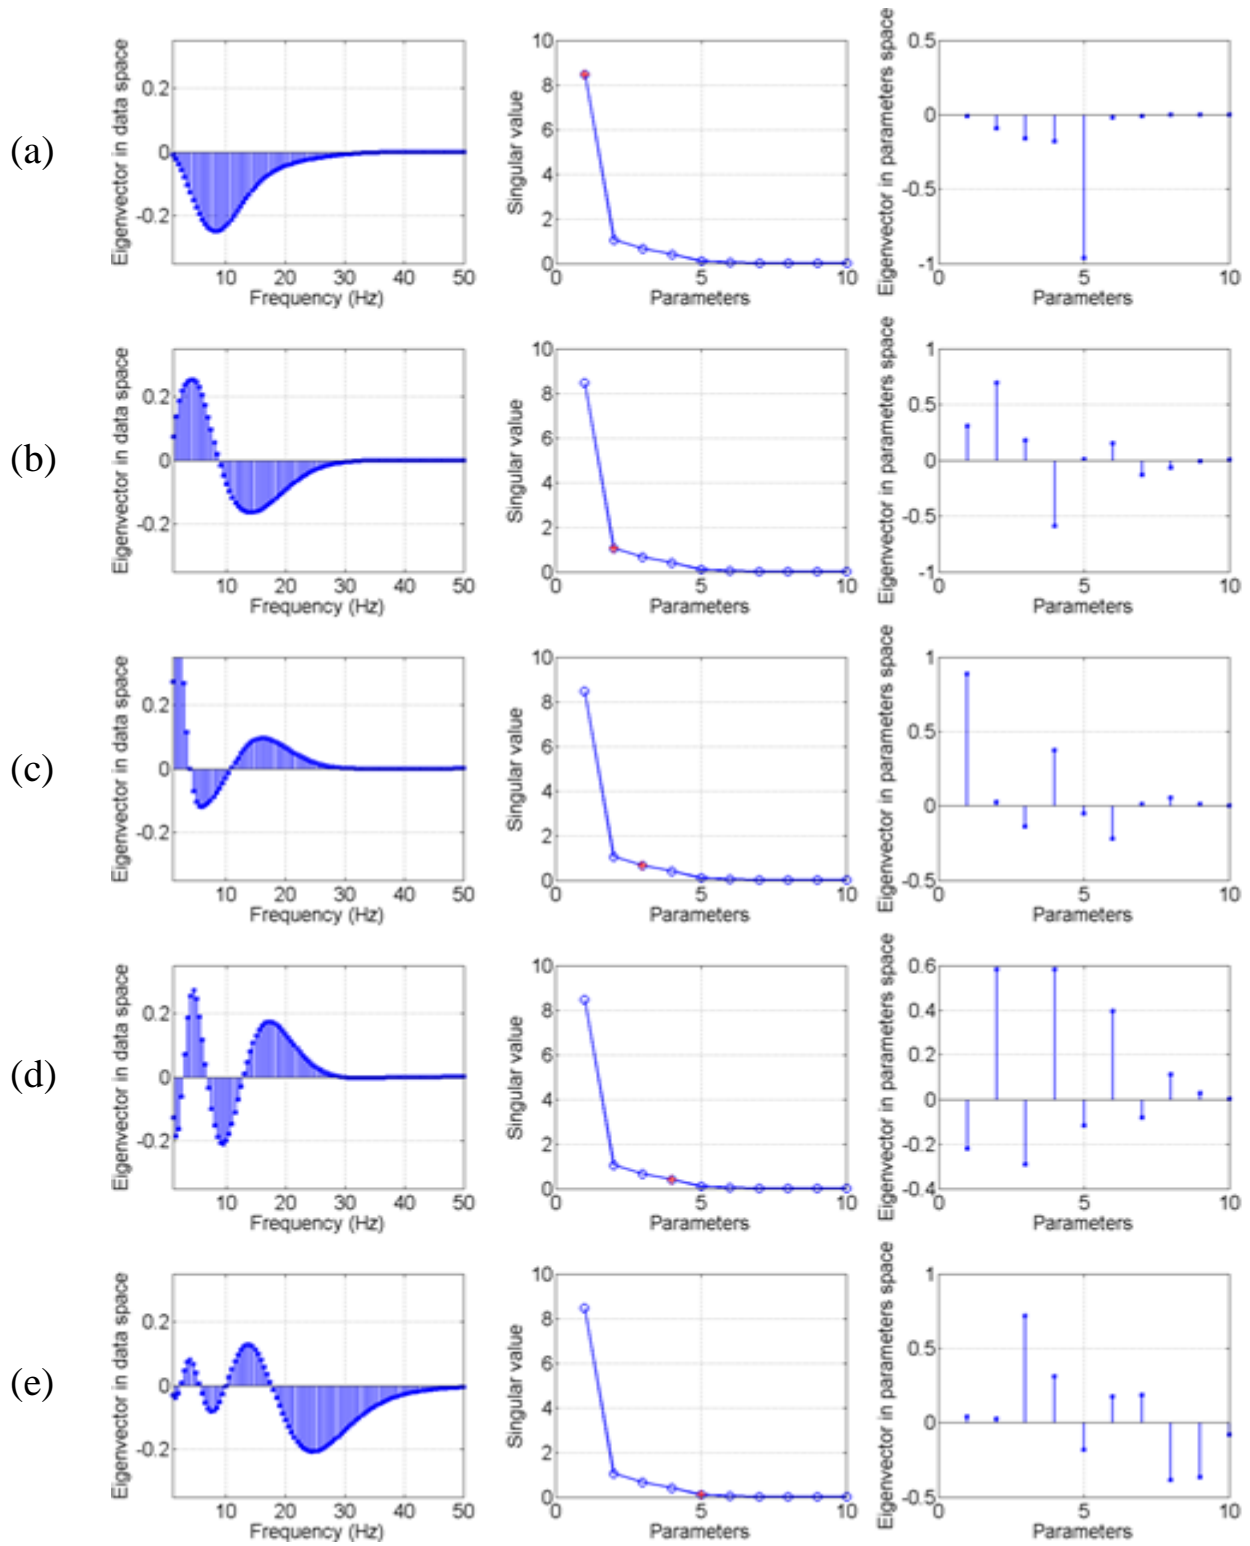 (a)
Eigenvector in data space
0.2
0
-0.2
10 20 30 40 50
Frequency (Hz)
Singular value
10
8
6
4
2
0
0 5 10
Parameters
Eigenvector in parameters space
0.5
0
-0.5
-1
0 5 10
Parameters
(b)
Eigenvector in data space
0.2
0
-0.2
10 20 30 40 50
Frequency (Hz)
Singular value
10
8
6
4
2
0
0 5 10
Parameters
Eigenvector in parameters space
1
0.5
0
-0.5
-1
0 5 10
Parameters
(c)
Eigenvector in data space
0.2
0
-0.2
10 20 30 40 50
Frequency (Hz)
Singular value
10
8
6
4
2
0
0 5 10
Parameters
Eigenvector in parameters space
1
0.5
0
-0.5
0 5 10
Parameters
(d)
Eigenvector in data space
0.2
0
-0.2
10 20 30 40 50
Frequency (Hz)
Singular value
10
8
6
4
2
0
0 5 10
Parameters
Eigenvector in parameters space
0.6
0.4
0.2
0
-0.2
-0.4
0 5 10
Parameters
(e)
Eigenvector in data space
0.2
0
-0.2
10 20 30 40 50
Frequency (Hz)
Singular value
10
8
6
4
2
0
0 5 10
Parameters
Eigenvector in parameters space
1
0.5
0
-0.5
0 5 10
Parameters